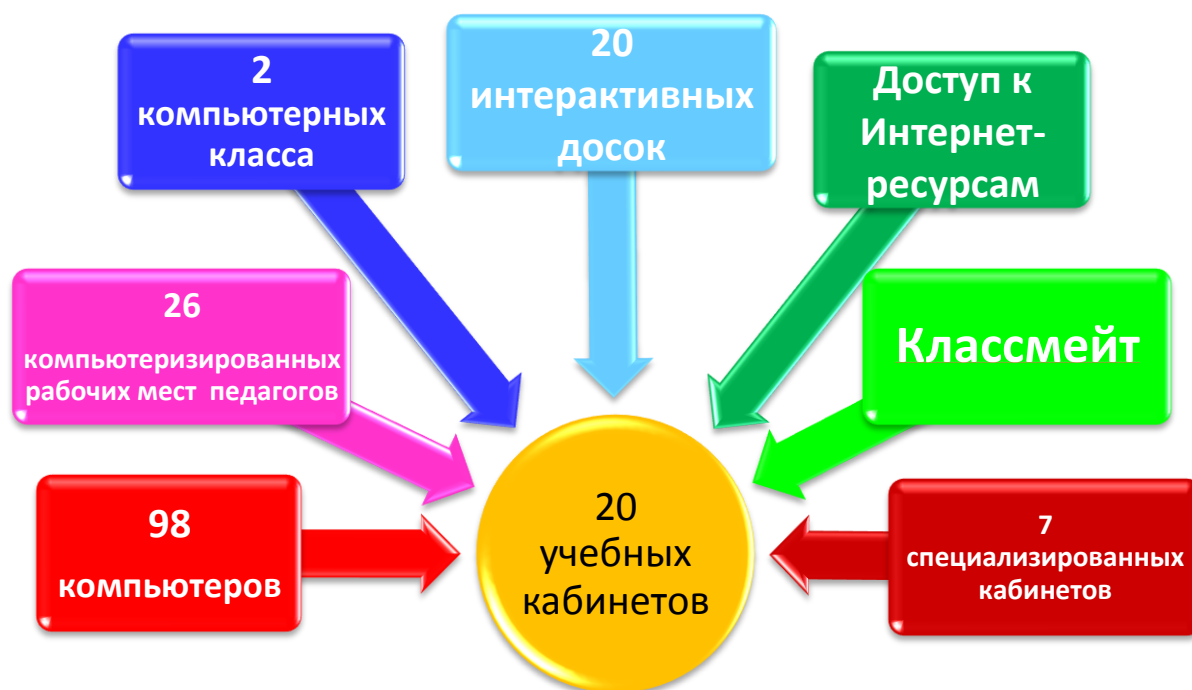 2
компьютерных
класса
20
интерактивных
досок
Доступ к
Интернет-
ресурсам
26
компьютеризированных
рабочих мест педагогов
Классмейт
98
компьютеров
20
учебных
кабинетов
7
специализированных
кабинетов